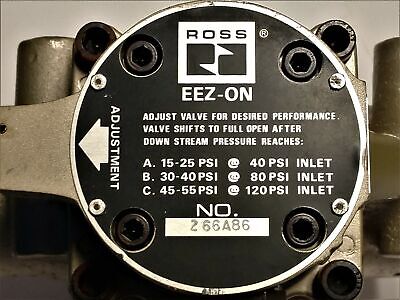 ROSS ®
EEZ-ON
ADJUSTMENT
ADJUST VALVE FOR DESIRED PERFORMANCE.
VALVE SHIFTS TO FULL OPEN AFTER
DOWN STREAM PRESSURE REACHES:
A. 15-25 PSI @ 40 PSI INLET
B. 30-40 PSI @ 80 PSI INLET
C. 45-55 PSI @ 120 PSI INLET
NO.
Z66A86